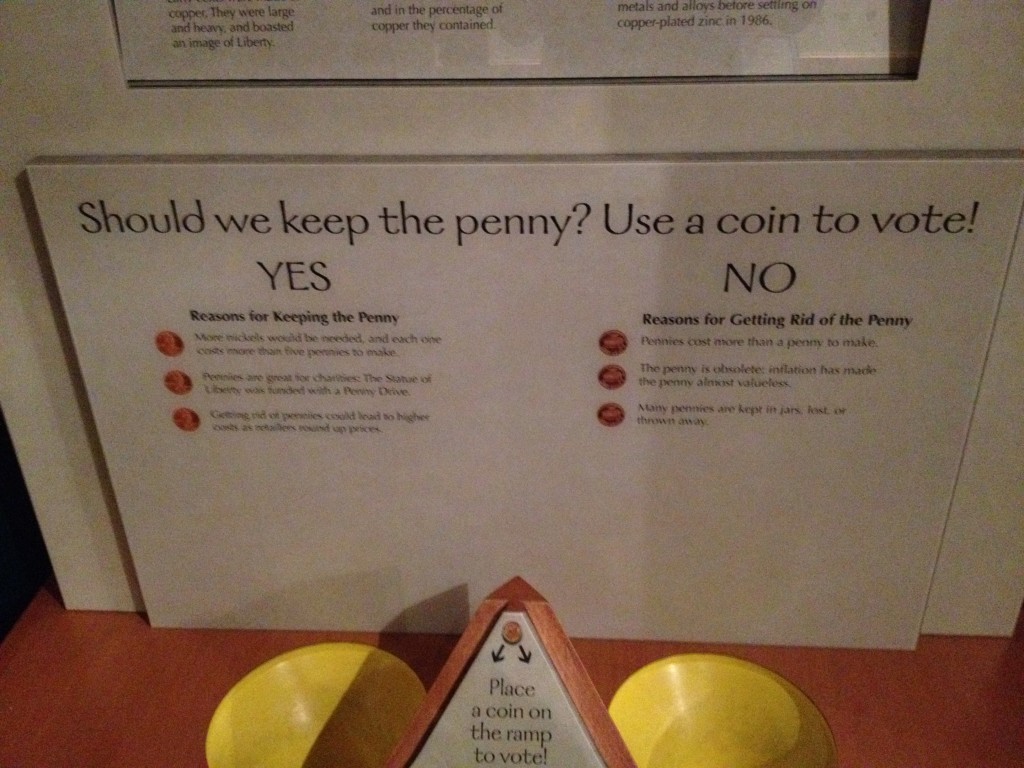 copper. They were large
and heavy, and boasted
an image of Liberty.
and in the percentage of
copper they contained.
metals and alloys before settling on
copper-plated zinc in 1986.
Should we keep the penny? Use a coin to vote!
YES
Reasons for Keeping the Penny
More nickels would be needed, and each one
costs more than five pennies to make.
Pennies are great for charities: The Statue of
Liberty was funded with a Penny Drive.
Getting rid of pennies could lead to higher
costs as retailers round up prices.
NO
Reasons for Getting Rid of the Penny
Pennies cost more than a penny to make.
The penny is obsolete: inflation has made
the penny almost valueless.
Many pennies are kept in jars, lost, or
thrown away.
Place
a coin on
the ramp
to vote!